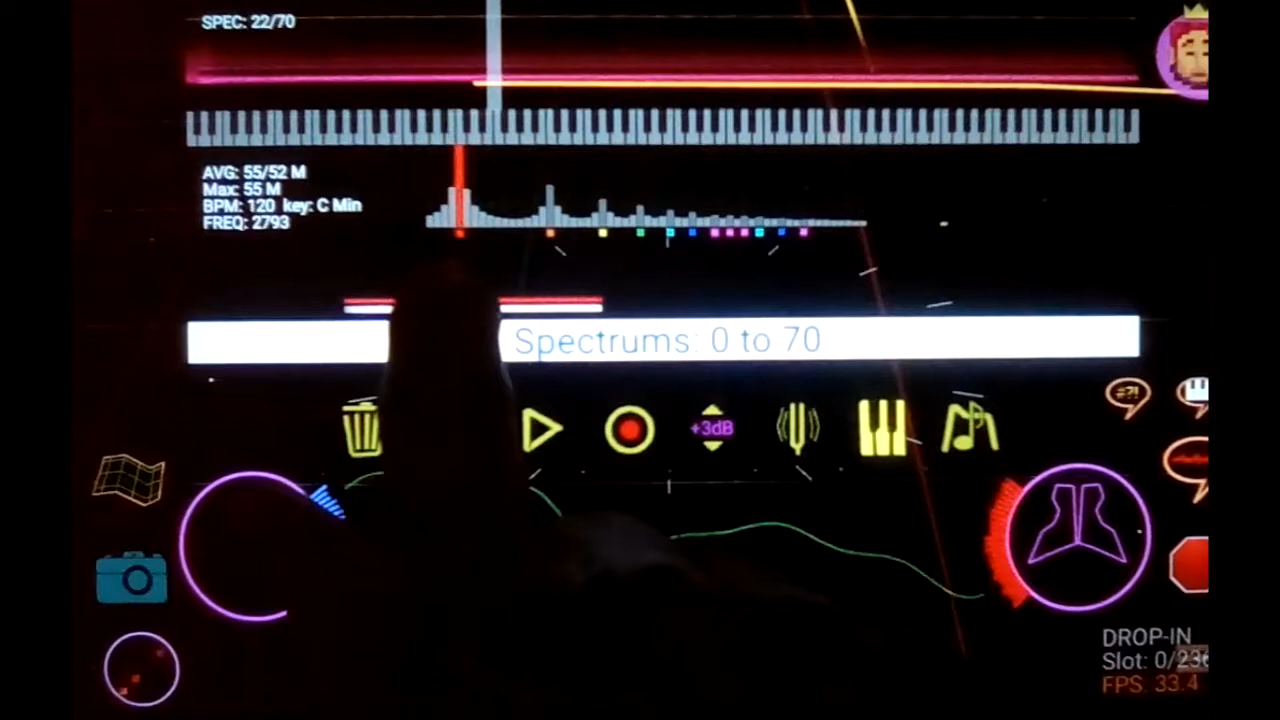 SPEC: 22/70
AVG: 55/52 M
Max: 55 M
BPM: 120 key: C Min
FREQ: 2793
Spectrums: 0 to 70
+3dB
#?!
DROP-IN
Slot: 0/236
FPS: 33.4